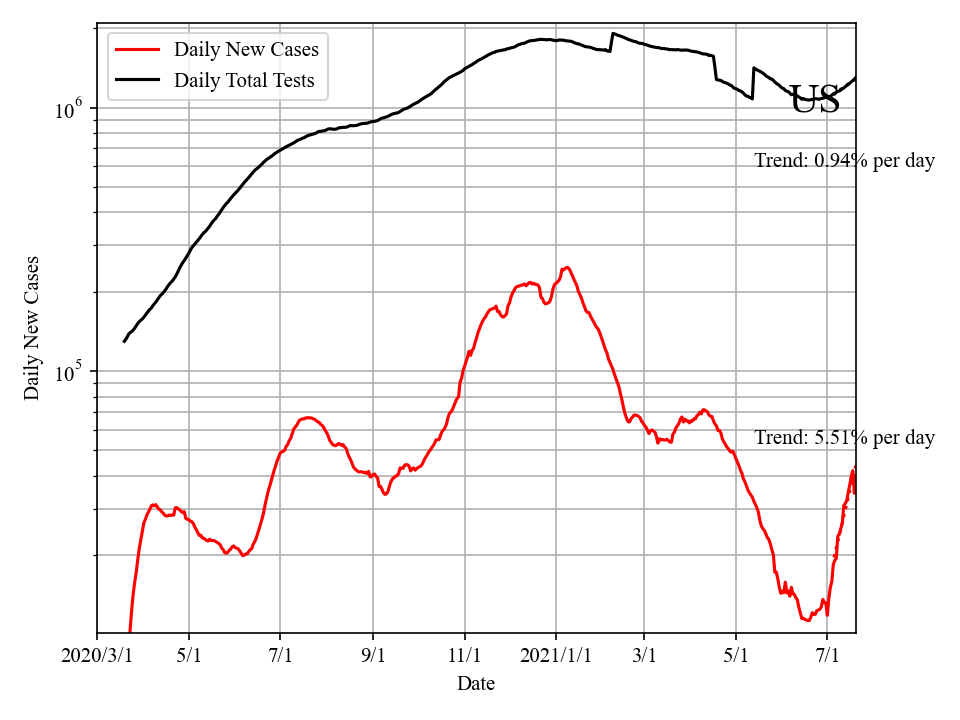 Daily New Cases
Daily Total Tests
US
10^6
Trend: 0.94% per day
Daily New Cases
10^5
Trend: 5.51% per day
2020/3/1 5/1 7/1 9/1 11/1 2021/1/1 3/1 5/1 7/1
Date